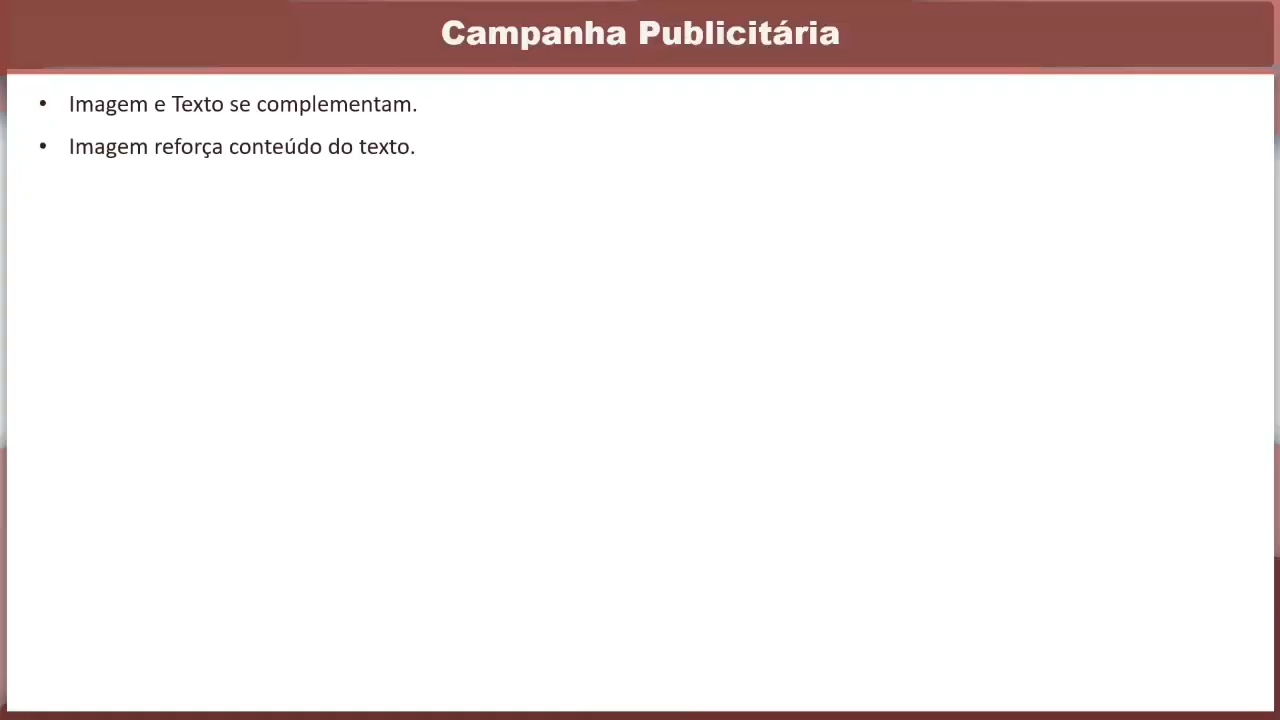 Campanha Publicitária
• Imagem e Texto se complementam.
• Imagem reforça conteúdo do texto.